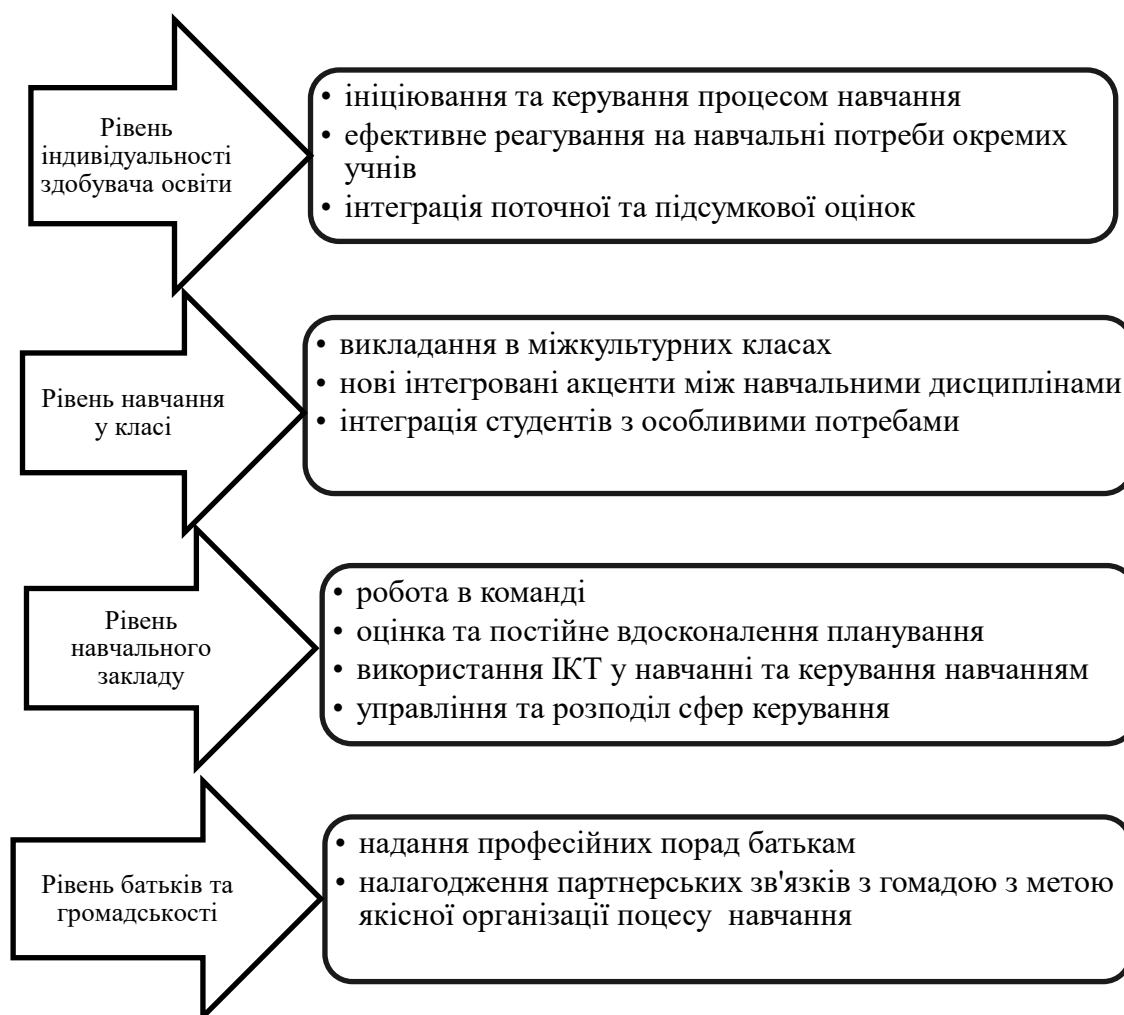 Рівень
індивідуальності
здобувача освіти
• ініціювання та керування процесом навчання
• ефективне реагування на навчальні потреби окремих
учнів
• інтеграція поточної та підсумкової оцінок
Рівень навчання
у класі
• викладання в міжкультурних класах
• нові інтегровані акценти між навчальними дисциплінами
• інтеграція студентів з особливими потребами
Рівень
навчального
закладу
• робота в команді
• оцінка та постійне вдосконалення планування
• використання ІКТ у навчанні та керування навчанням
• управління та розподіл сфер керування
Рівень батьків та
громадськості
• надання професійних порад батькам
• налагодження партнерських зв'язків з гомадою з метою
якісної організації поцесу навчання